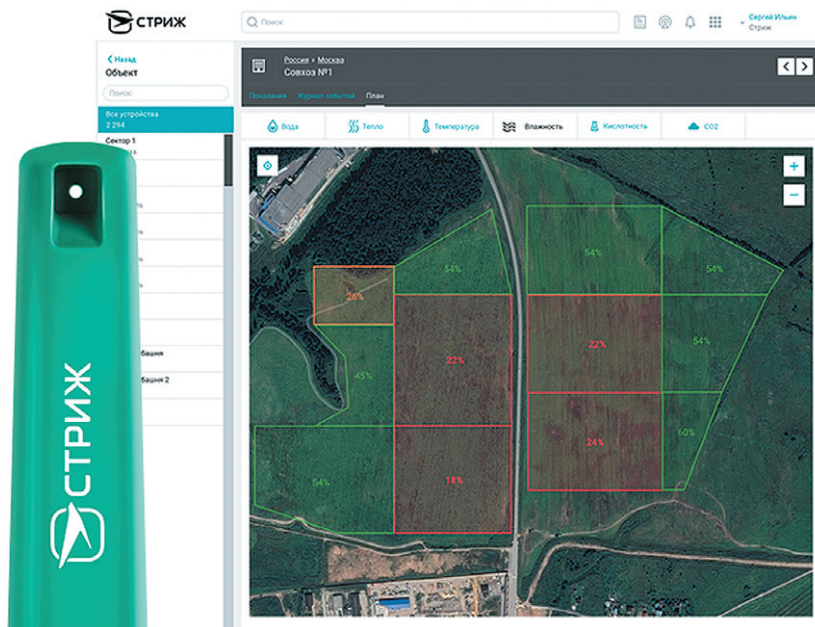 СТРИЖ
Поиск
Сергей Ильин
Стриж
Назад
Объект
Поиск
Все устройства
2 294
Сектор 1
башня
башня 2
Россия › Москва
Совхоз №1
Показания Журнал событий План
Вода Тепло Температура Влажность Кислотность CO2
54%
54%
54%
26%
22%
22%
54%
45%
24%
60%
54%
18%
СТРИЖ